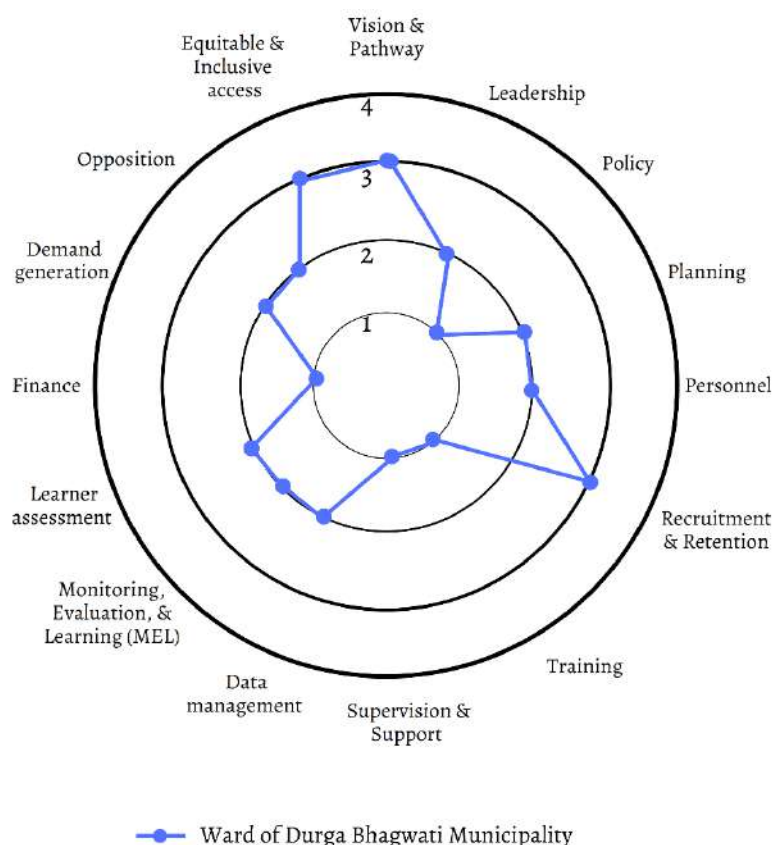 Vision &
Pathway
Equitable &
Inclusive
access
Leadership
4
Opposition
Policy
3
Demand
generation
2
Planning
1
Finance
Personnel
Learner
assessment
Recruitment
& Retention
Monitoring,
Evaluation, &
Learning (MEL)
Training
Data
management
Supervision &
Support
Ward of Durga Bhagwati Municipality